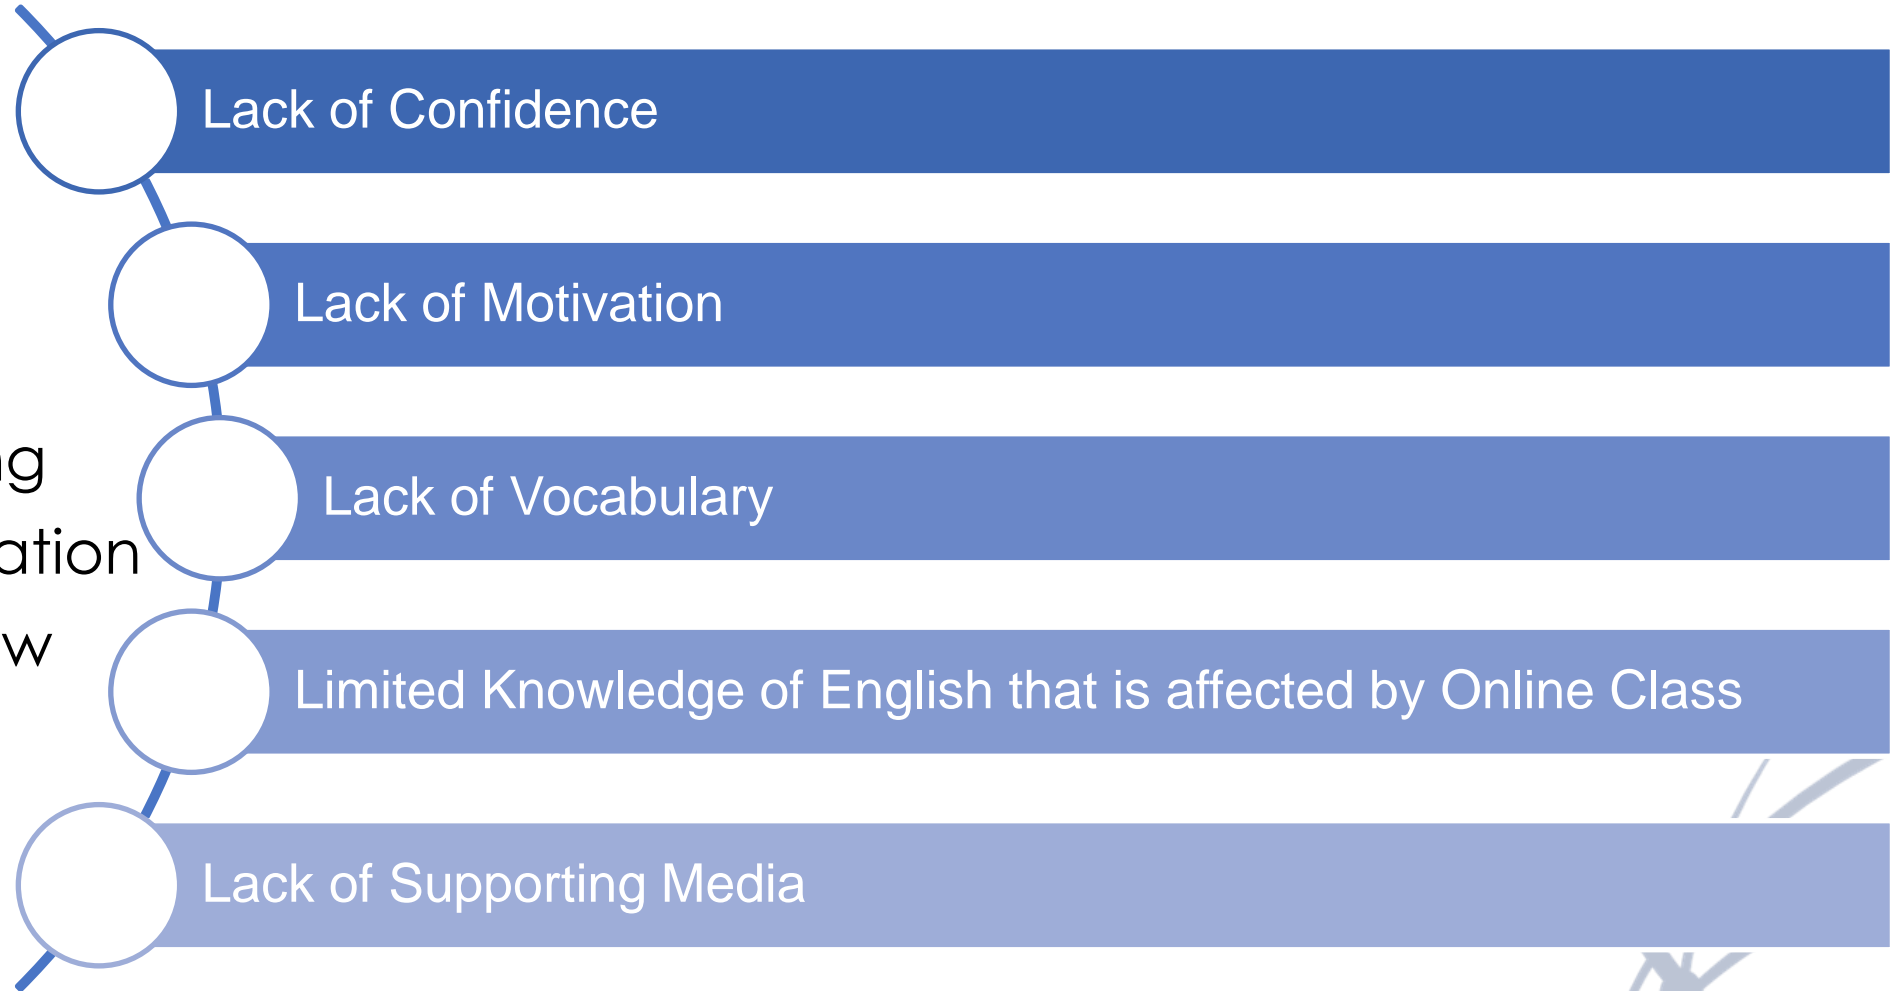 Lack of Confidence
Lack of Motivation
Lack of Vocabulary
Limited Knowledge of English that is affected by Online Class
Lack of Supporting Media